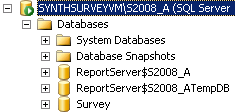 SYNTHSURVEYVM\S2008_A (SQL Server
Databases
System Databases
Database Snapshots
ReportServer$S2008_A
ReportServer$S2008_ATempDB
Survey